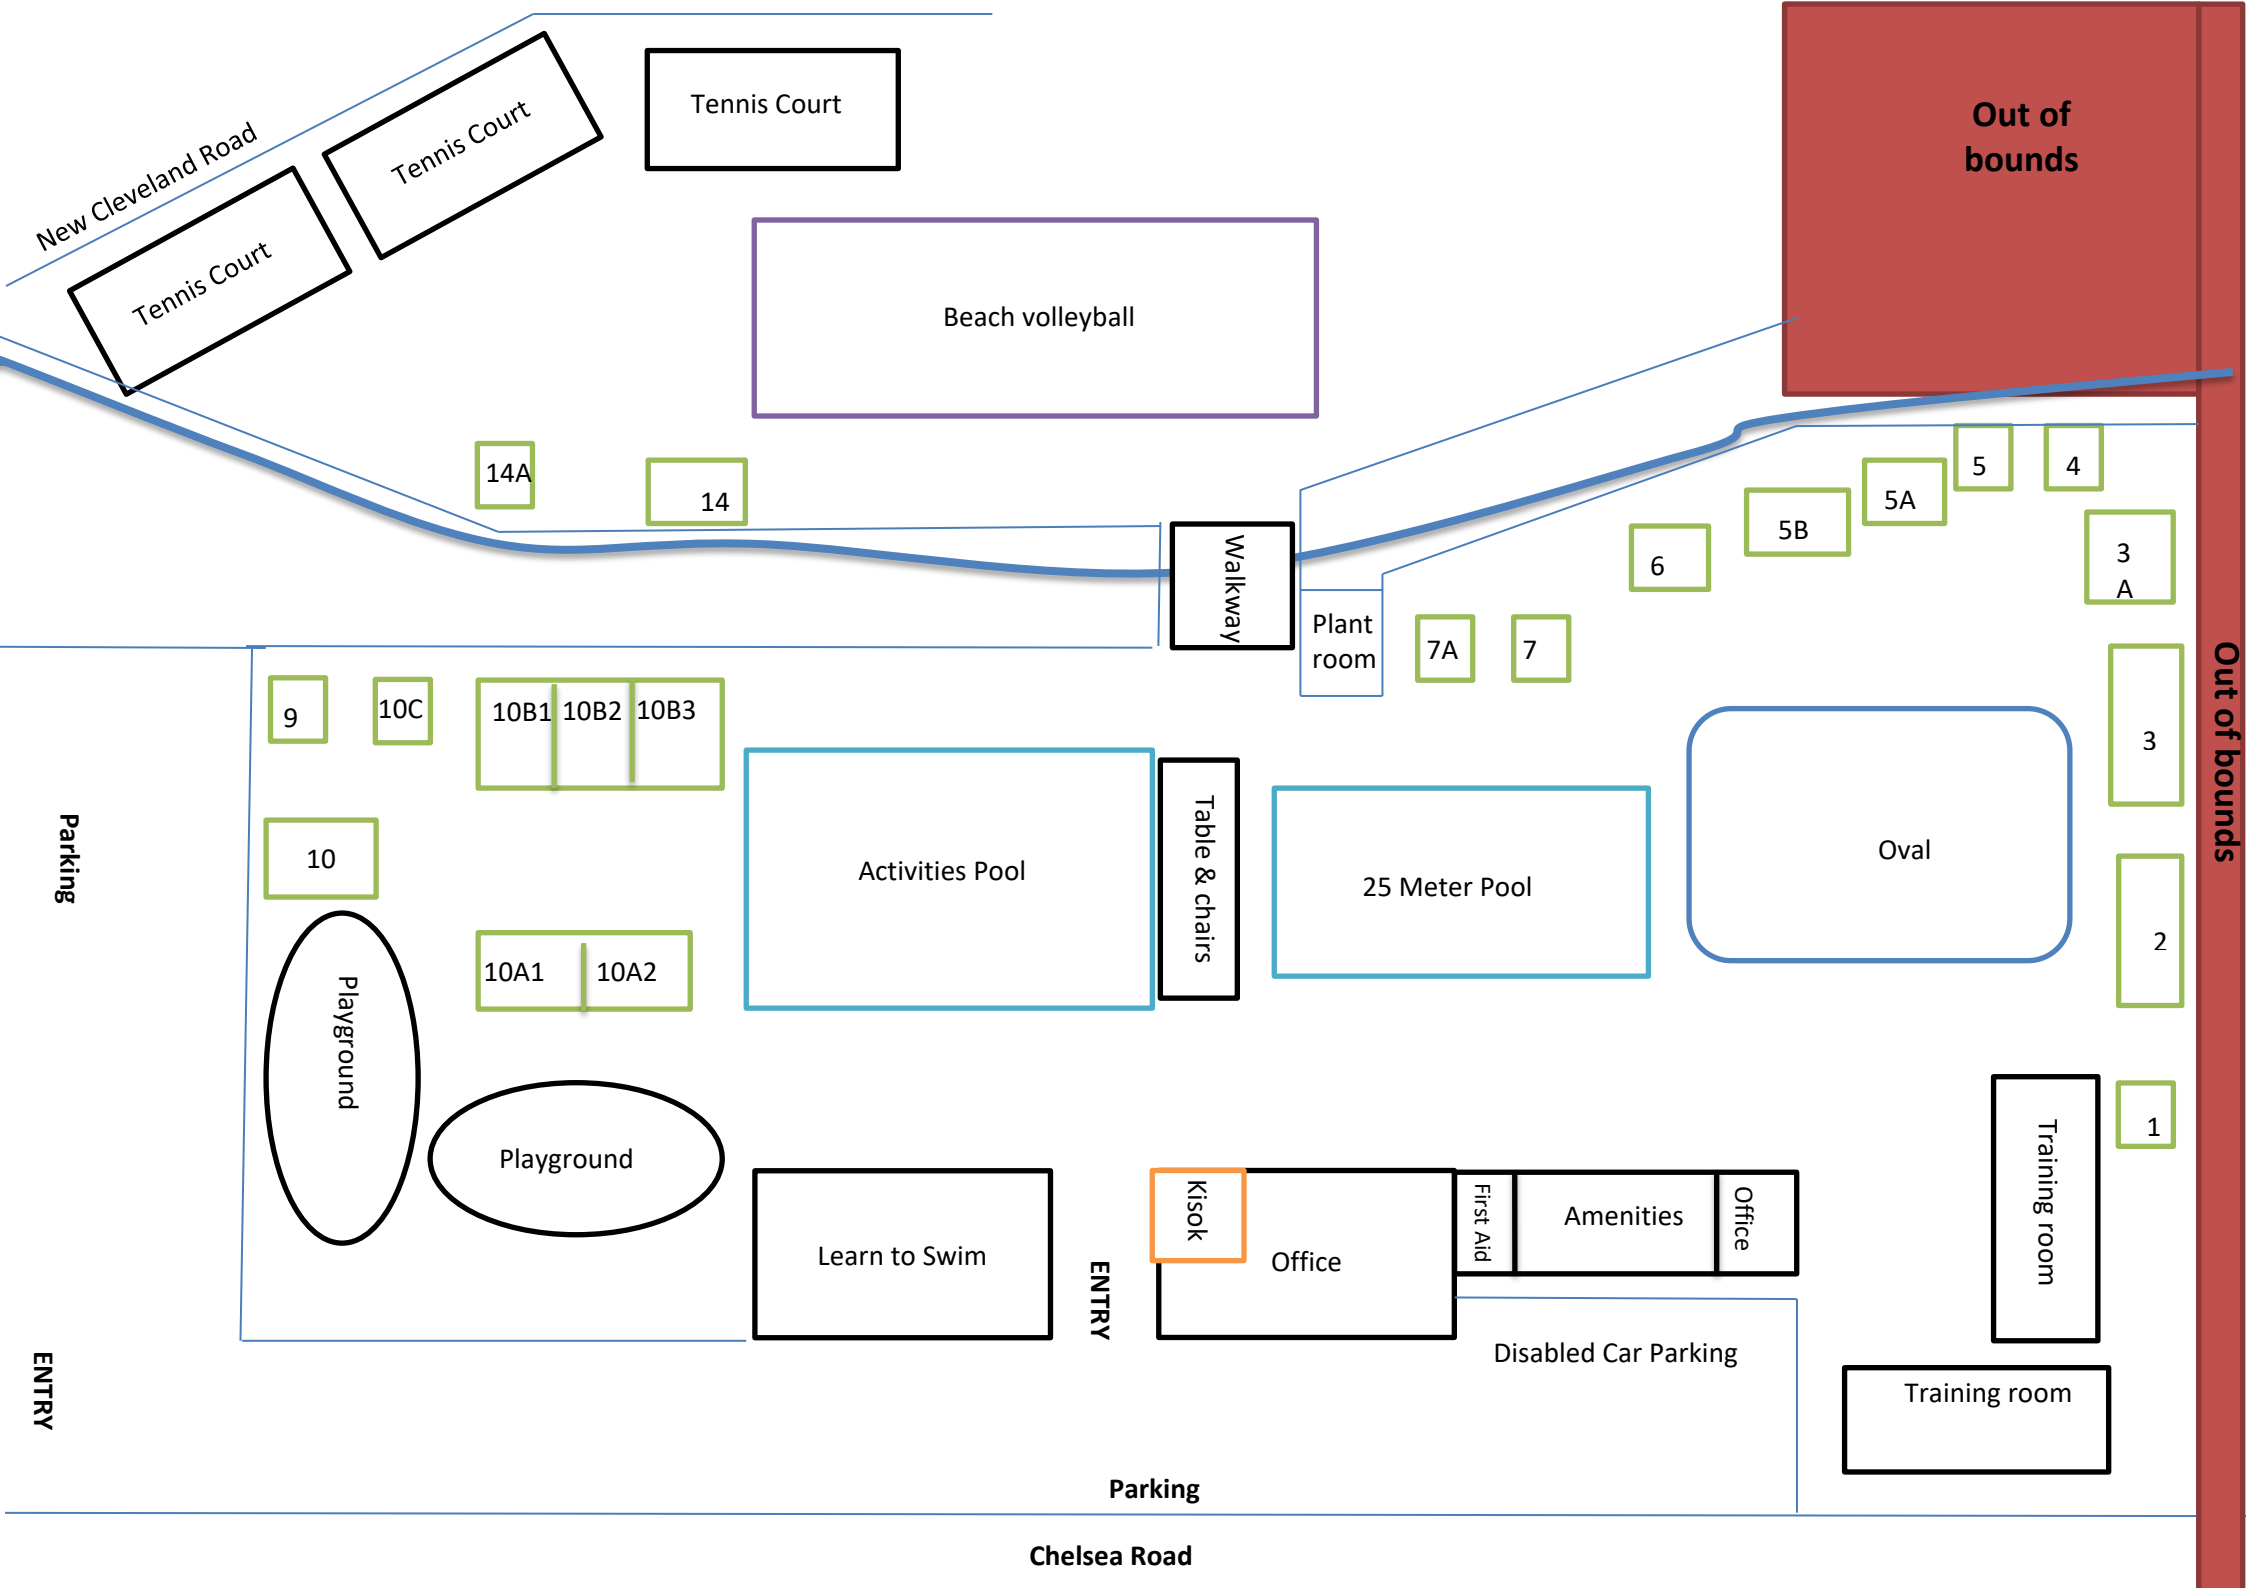 Tennis Court
Out of
bounds
Tennis Court
New Cleveland Road
Tennis Court
Beach volleyball
14A
14
5
4
5A
5B
3
A
6
Walkway
Plant
room
7A
7
9
10C
10B1
10B2
10B3
3
Out of bounds
Parking
10
Activities Pool
Table & chairs
25 Meter Pool
Oval
2
10A1
10A2
Playground
Playground
1
Training room
Learn to Swim
ENTRY
Kisok
Office
First Aid
Amenities
Office
Disabled Car Parking
ENTRY
Training room
Parking
Chelsea Road